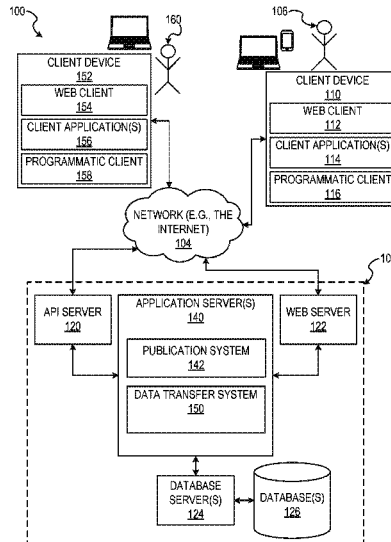 100
160
106
CLIENT DEVICE
152
WEB CLIENT
154
CLIENT APPLICATION(S)
156
PROGRAMMATIC CLIENT
158
CLIENT DEVICE
110
WEB CLIENT
112
CLIENT APPLICATION(S)
114
PROGRAMMATIC CLIENT
116
NETWORK (E.G., THE
INTERNET)
104
API SERVER
120
APPLICATION SERVER(S)
140
PUBLICATION SYSTEM
142
DATA TRANSFER SYSTEM
150
WEB SERVER
122
DATABASE
SERVER(S)
124
DATABASE(S)
126